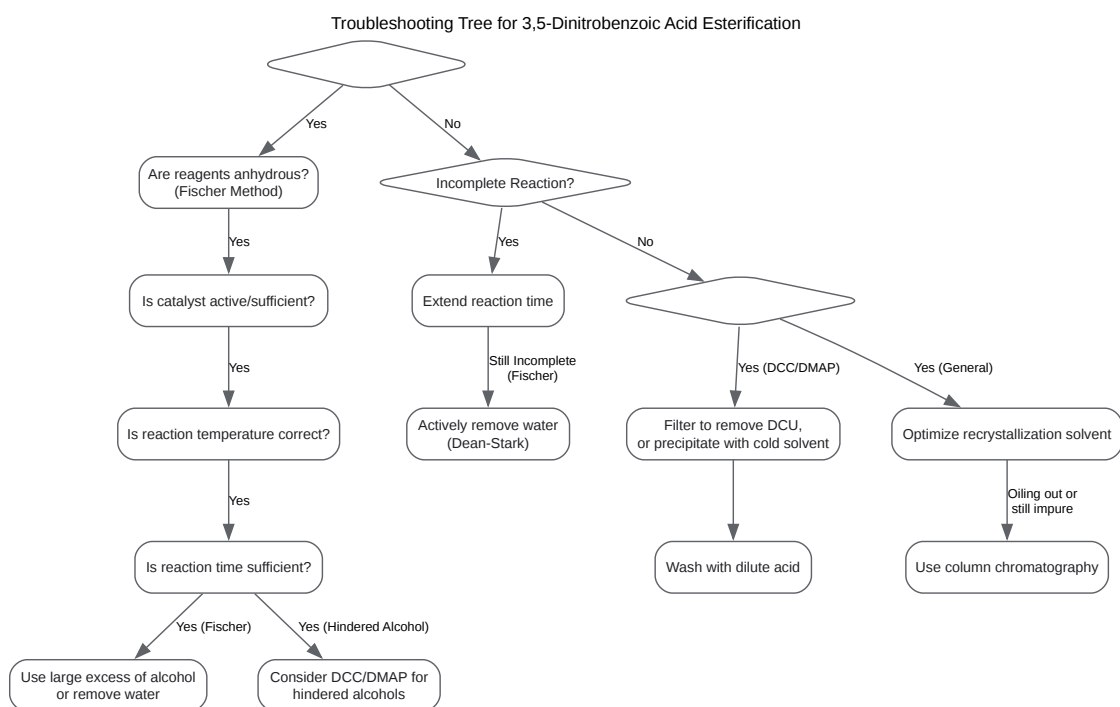 Troubleshooting Tree for 3,5-Dinitrobenzoic Acid Esterification
Yes
No
Are reagents anhydrous?
(Fischer Method)
Incomplete Reaction?
Yes
Yes
No
Is catalyst active/sufficient?
Extend reaction time
Yes
Still Incomplete
(Fischer)
Yes (DCC/DMAP)
Yes (General)
Is reaction temperature correct?
Actively remove water
(Dean-Stark)
Filter to remove DCU,
or precipitate with cold solvent
Optimize recrystallization solvent
Yes
Oiling out or
still impure
Is reaction time sufficient?
Wash with dilute acid
Use column chromatography
Yes (Fischer)
Yes (Hindered Alcohol)
Use large excess of alcohol
or remove water
Consider DCC/DMAP for
hindered alcohols